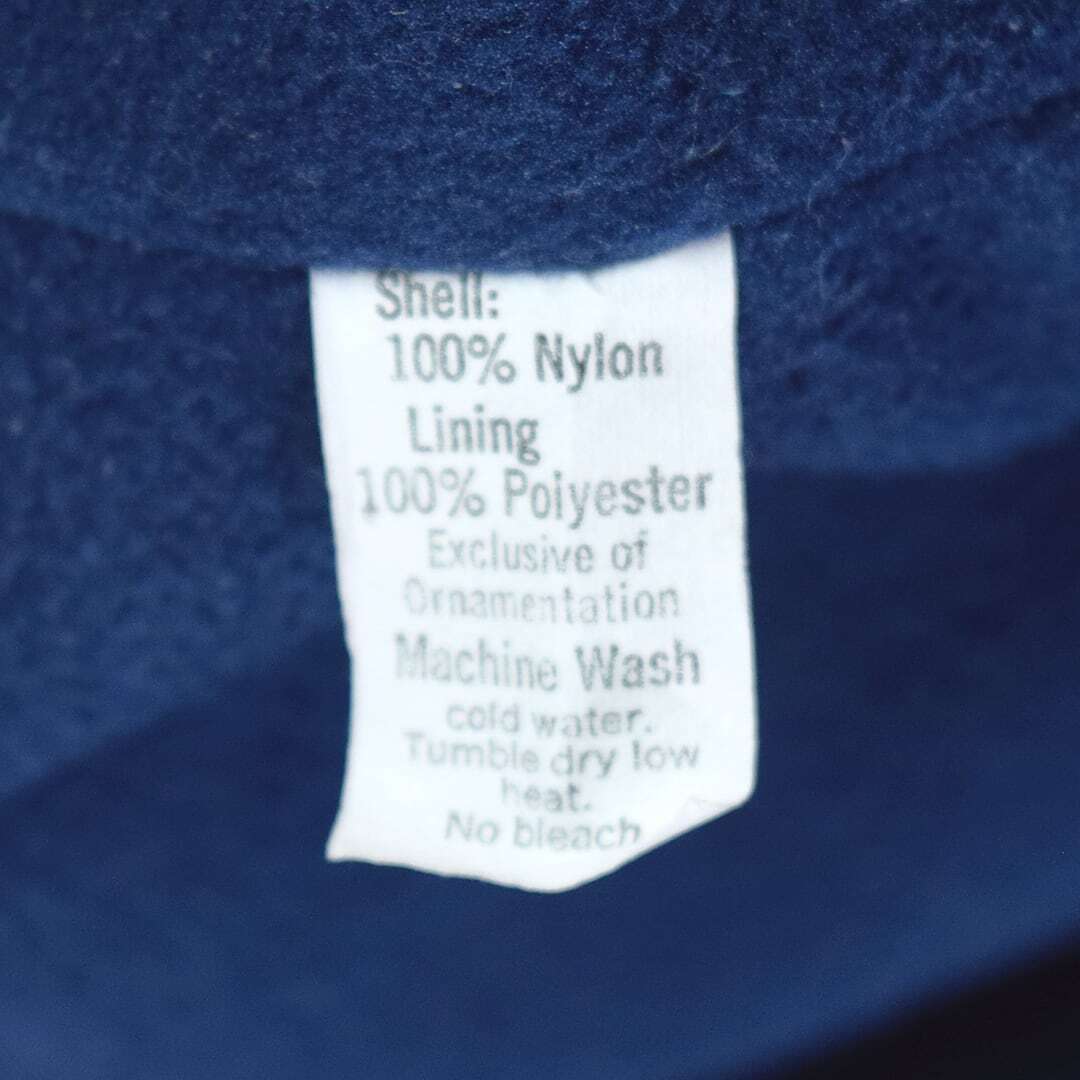 Shell:
100% Nylon
Lining
100% Polyester
Exclusive of
Ornamentation
Machine Wash
cold water.
Tumble dry low
heat.
No bleach